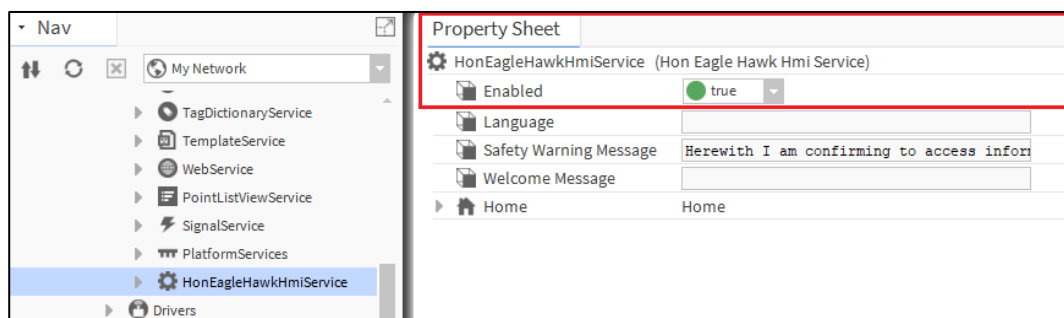 Nav
My Network
TagDictionaryService
TemplateService
WebService
PointListViewService
SignalService
PlatformServices
HonEagleHawkHmiService
Drivers
Property Sheet
HonEagleHawkHmiService (Hon Eagle Hawk Hmi Service)
Enabled true
Language
Safety Warning Message Herewith I am confirming to access infor
Welcome Message
Home Home